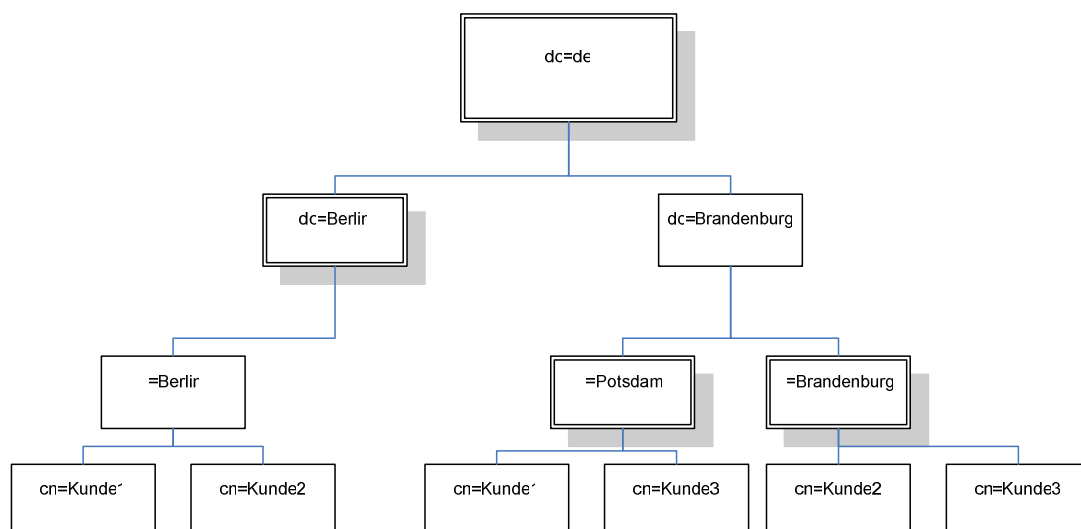 dc=de
dc=Berlin
dc=Brandenburg
=Berlin
=Potsdam
=Brandenburg
cn=Kunde1
cn=Kunde2
cn=Kunde1
cn=Kunde3
cn=Kunde2
cn=Kunde3